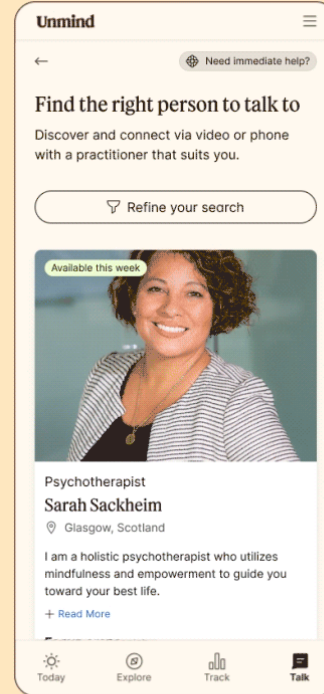 Unmind
Need immediate help?
Find the right person to talk to
Discover and connect via video or phone
with a practitioner that suits you.
Refine your search
Available this week
Psychotherapist
Sarah Sackheim
Glasgow, Scotland
I am a holistic psychotherapist who utilizes
mindfulness and empowerment to guide you
toward your best life.
+ Read More
Today
Explore
Track
Talk